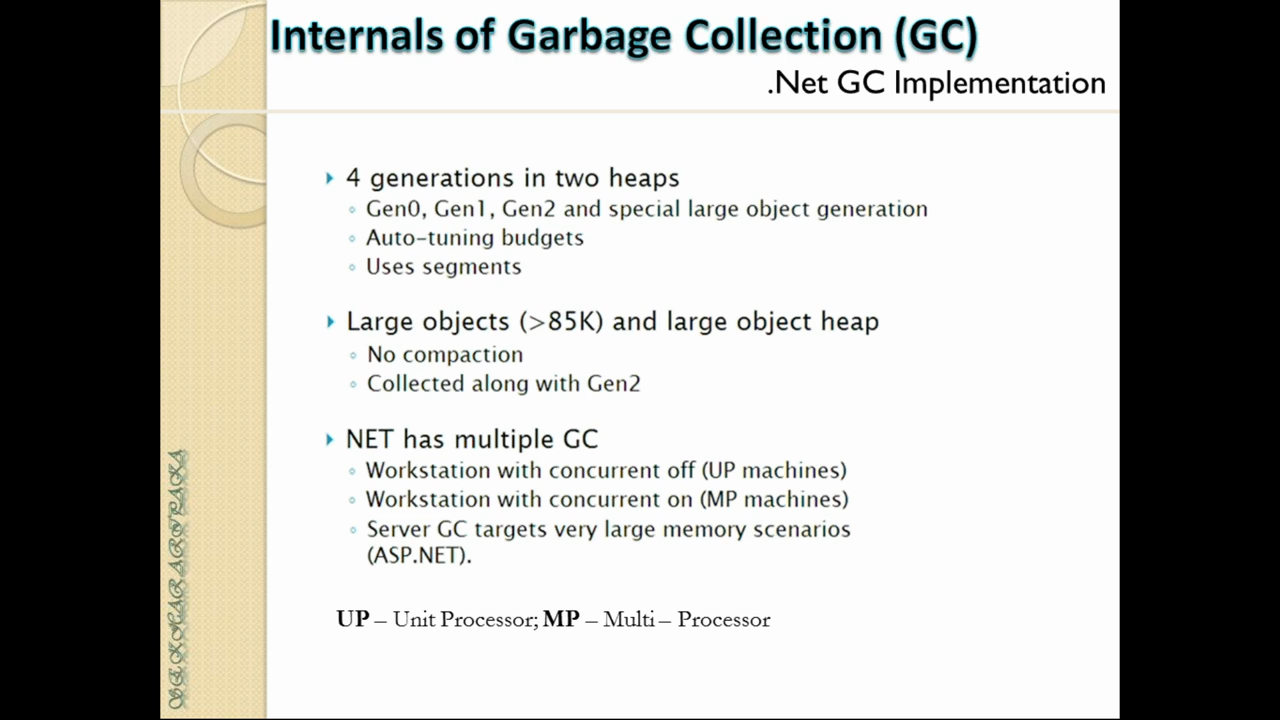 Internals of Garbage Collection (GC)
.Net GC Implementation
4 generations in two heaps
Gen0, Gen1, Gen2 and special large object generation
Auto-tuning budgets
Uses segments
Large objects (>85K) and large object heap
No compaction
Collected along with Gen2
NET has multiple GC
Workstation with concurrent off (UP machines)
Workstation with concurrent on (MP machines)
Server GC targets very large memory scenarios
(ASP.NET).
UP – Unit Processor; MP – Multi – Processor